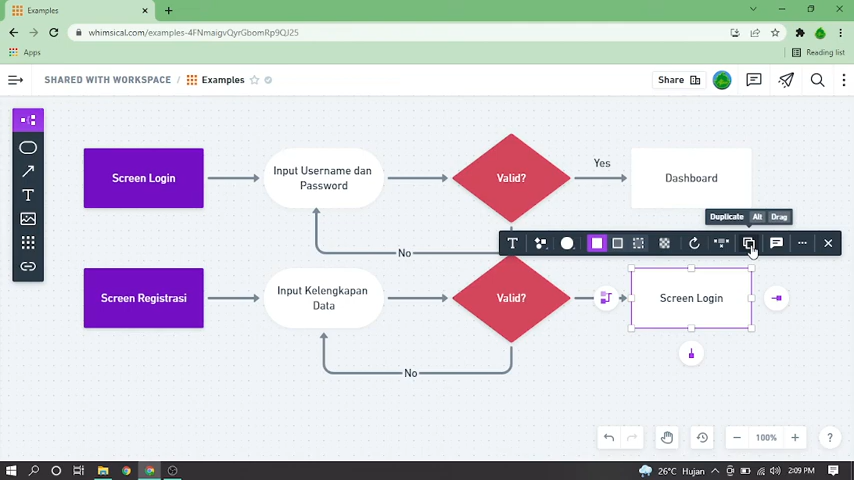 Examples
whimsical.com/examples-4FNmaigvQyrGbomRp9QJ25
Apps
Reading list
SHARED WITH WORKSPACE / Examples
Share
Screen Login
Input Username dan
Password
Valid?
Yes
Dashboard
Duplicate Alt Drag
No
Screen Registrasi
Input Kelengkapan
Data
Valid?
Screen Login
No
100%
26°C Hujan
2:09 PM